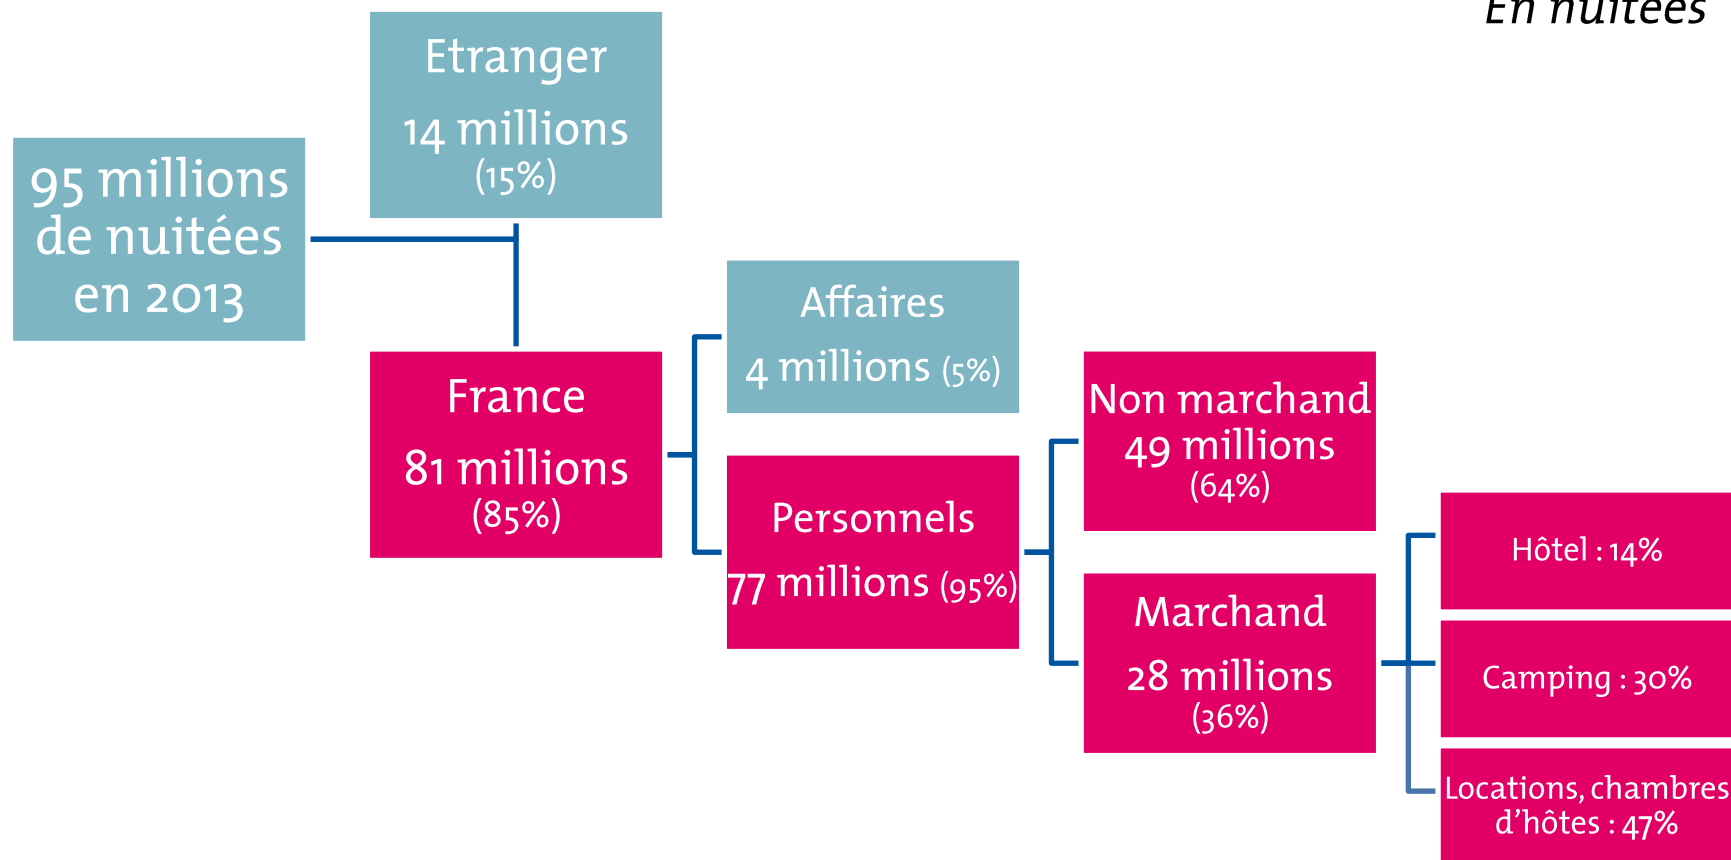 En nuitées
Etranger
14 millions
(15%)
95 millions
de nuitées
en 2013
Affaires
4 millions (5%)
France
81 millions
(85%)
Non marchand
49 millions
(64%)
Personnels
77 millions (95%)
Hôtel : 14%
Marchand
28 millions
(36%)
Camping : 30%
Locations, chambres
d'hôtes : 47%